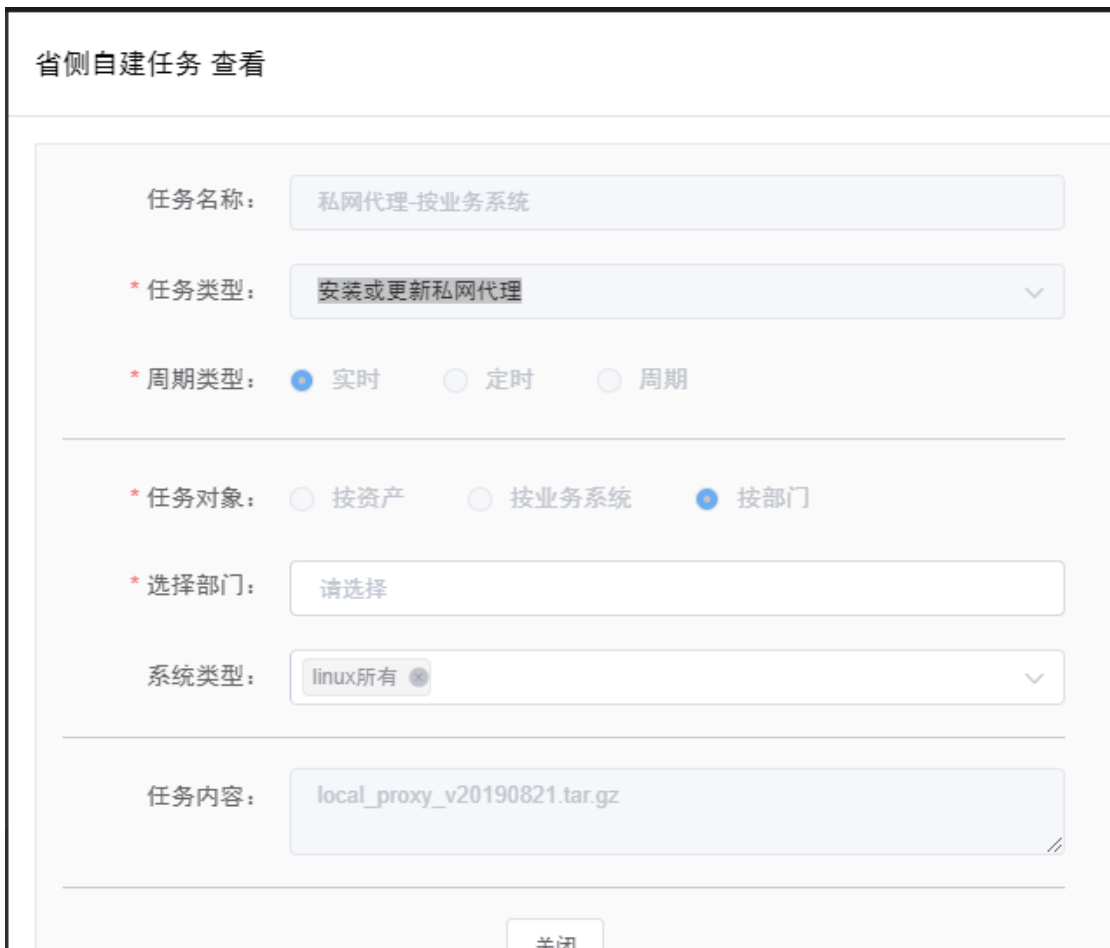 省侧自建任务 查看
任务名称： 私网代理-按业务系统
* 任务类型： 安装或更新私网代理
* 周期类型： 实时 定时 周期
* 任务对象： 按资产 按业务系统 按部门
* 选择部门： 请选择
系统类型： linux所有
任务内容： local_proxy_v20190821.tar.gz
关闭